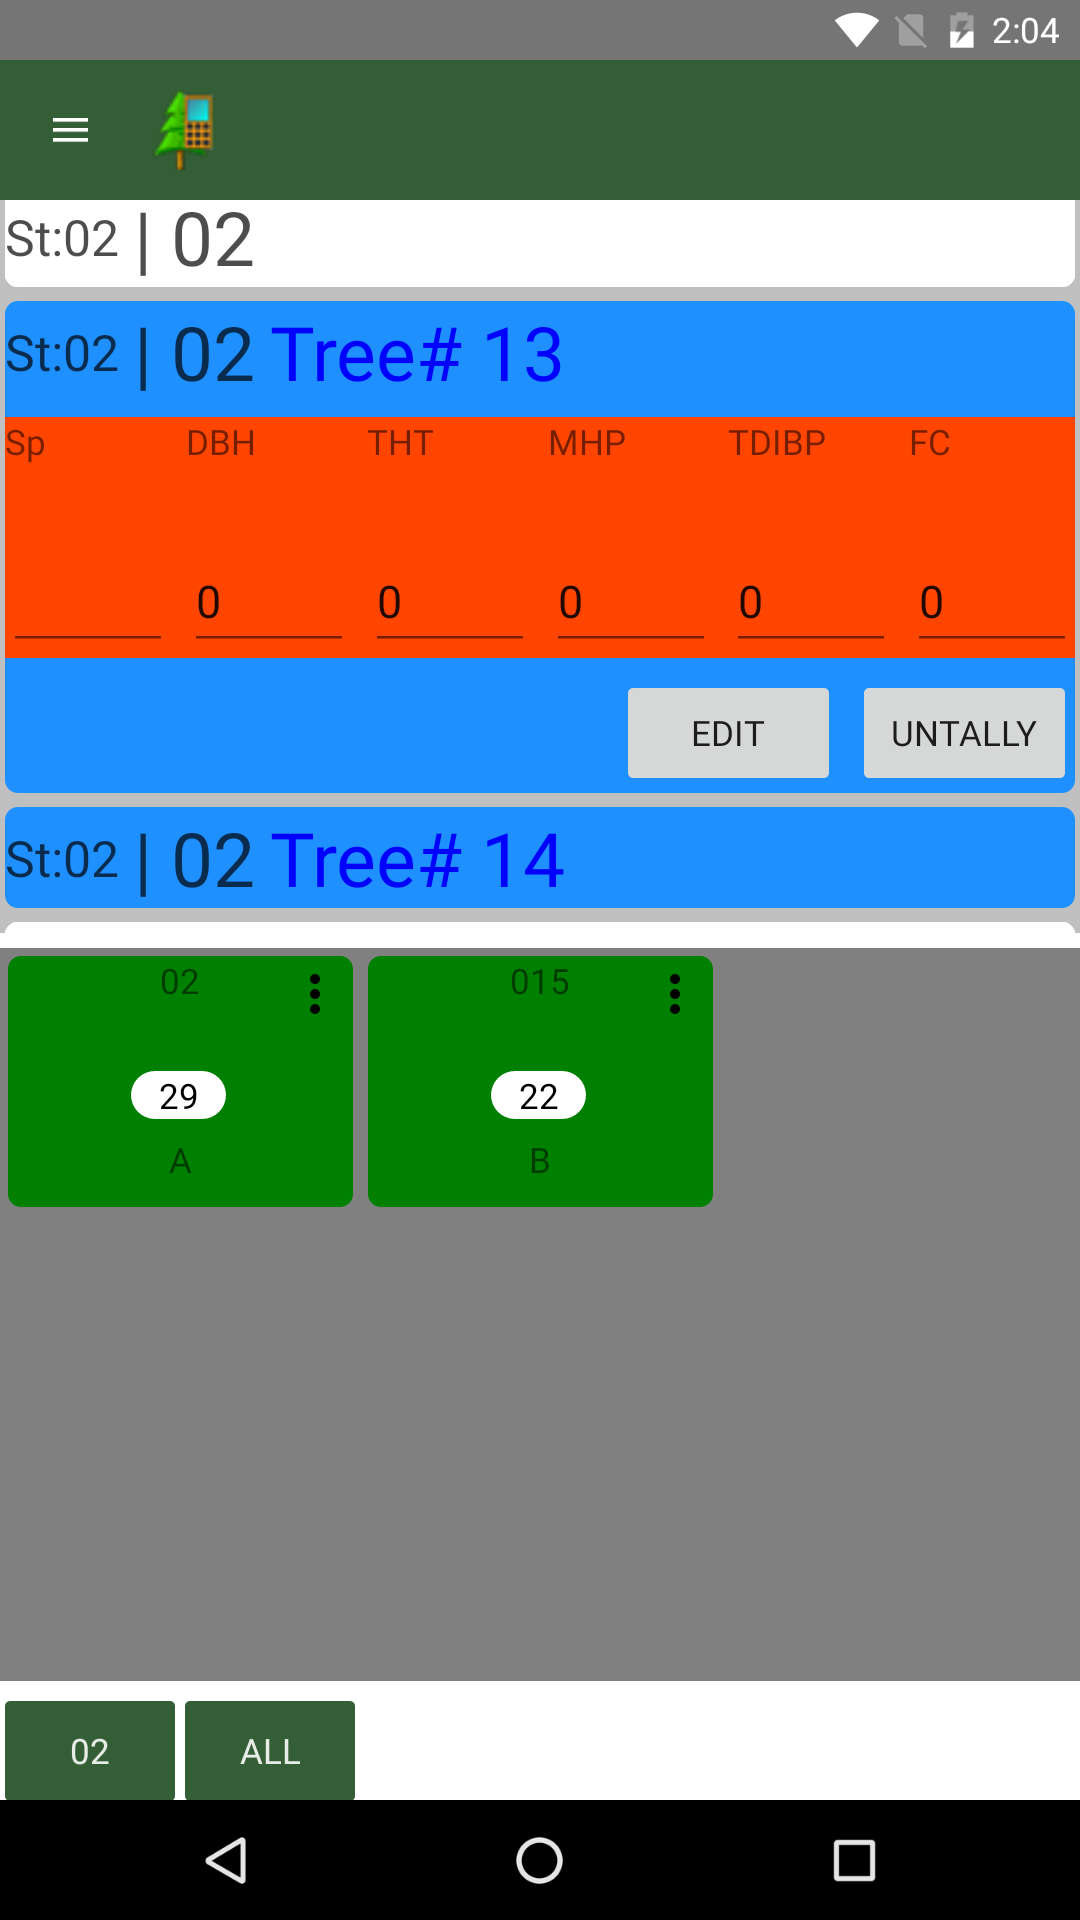 2:04
St:02 | 02
St:02 | 02 Tree# 13
Sp DBH THT MHP TDIBP FC
0 0 0 0 0
EDIT UNTALLY
St:02 | 02 Tree# 14
02 015
29 22
A B
02 ALL